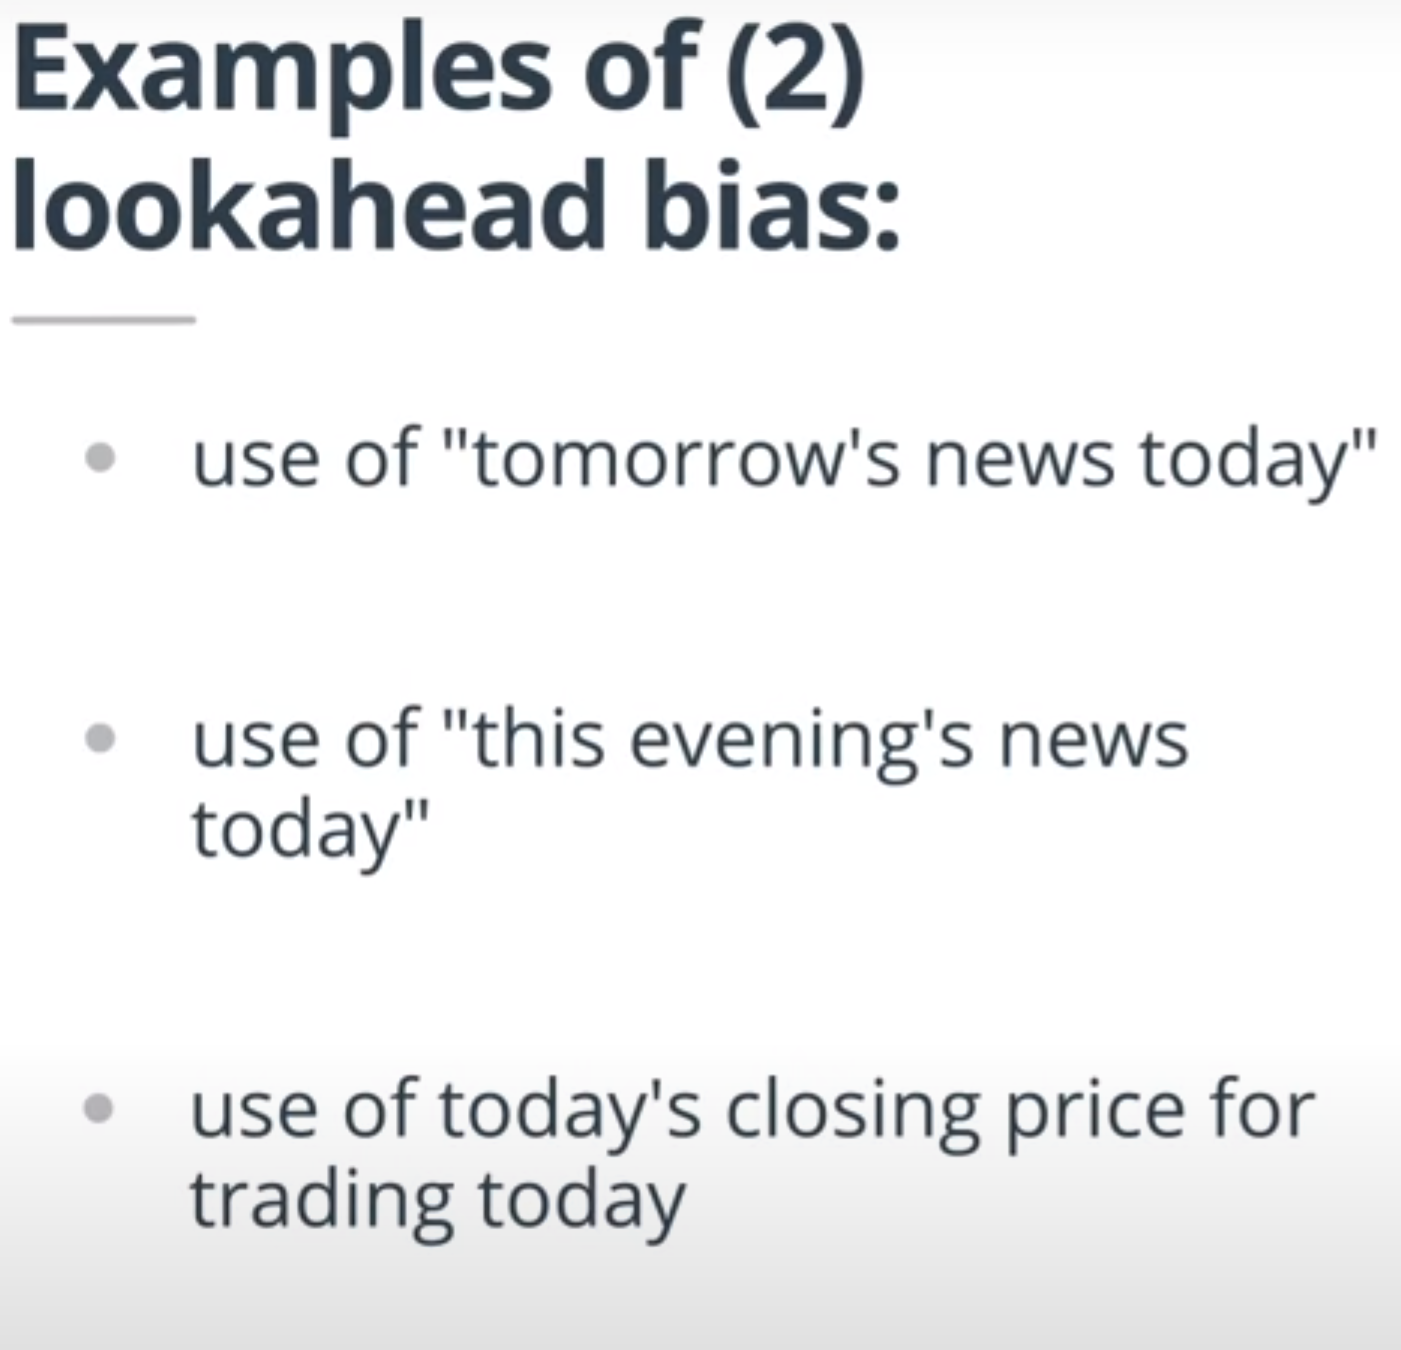 Examples of (2)
lookahead bias:
use of "tomorrow's news today"
use of "this evening's news
today"
use of today's closing price for
trading today